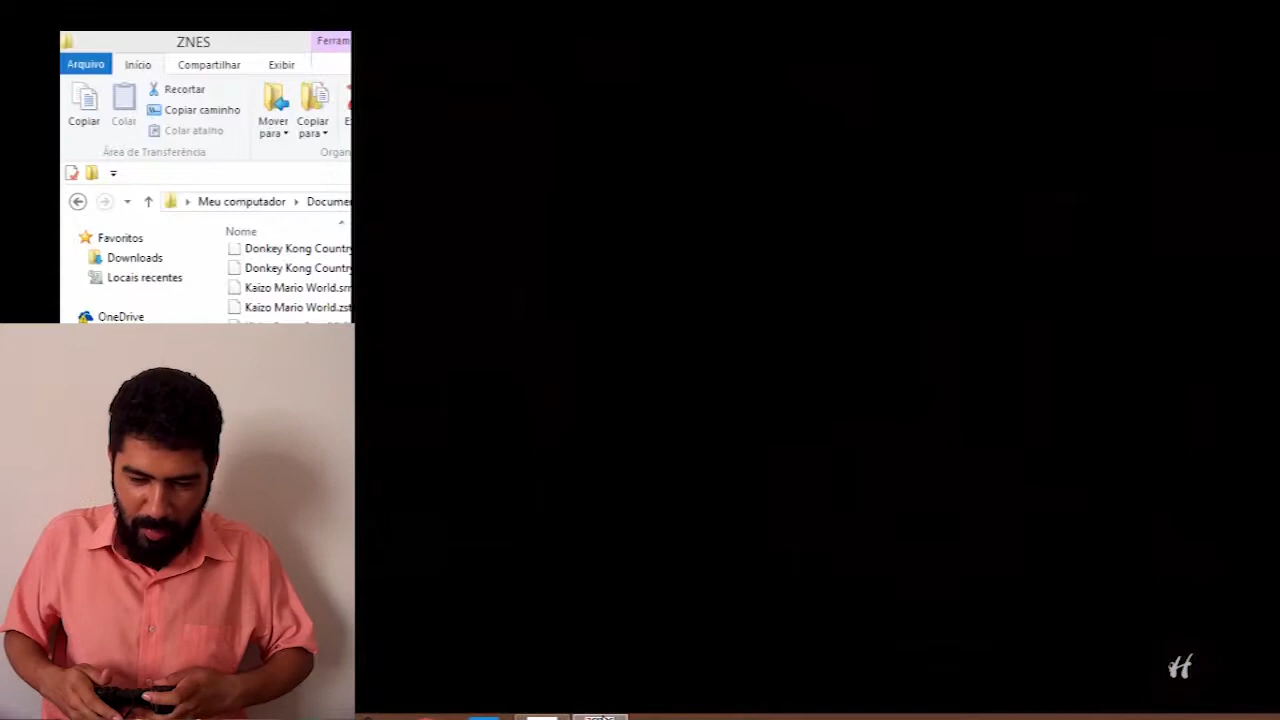 ZNES
Ferram
Arquivo Início Compartilhar Exibir
Copiar
Colar
Recortar
Copiar caminho
Colar atalho
Mover para
Copiar para
Área de Transferência
Organ
Meu computador Docume
Favoritos
Downloads
Locais recentes
OneDrive
Nome
Donkey Kong Country
Donkey Kong Country
Kaizo Mario World.srm
Kaizo Mario World.zst
H